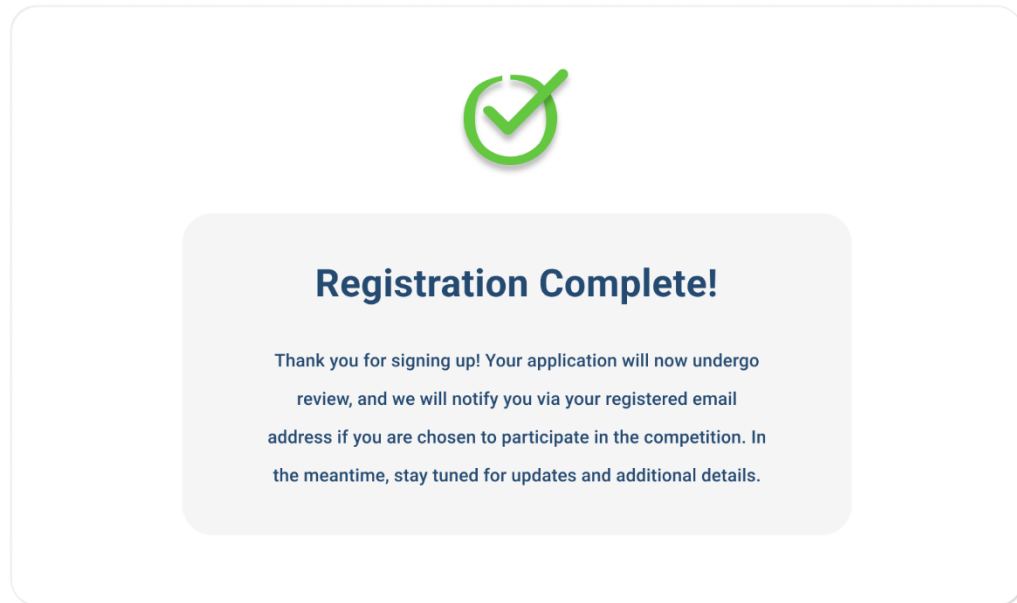 Registration Complete!
Thank you for signing up! Your application will now undergo
review, and we will notify you via your registered email
address if you are chosen to participate in the competition. In
the meantime, stay tuned for updates and additional details.